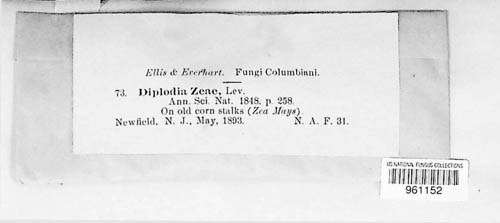 Ellis & Everhart. Fungi Columbiani.
73. Diplodia Zeae, Lev.
Ann. Sci. Nat. 1848. p. 258.
On old corn stalks (Zea Mays).
Newfield, N. J., May, 1893. N. A. F. 31.
US NATIONAL FUNGUS COLLECTIONS
961152